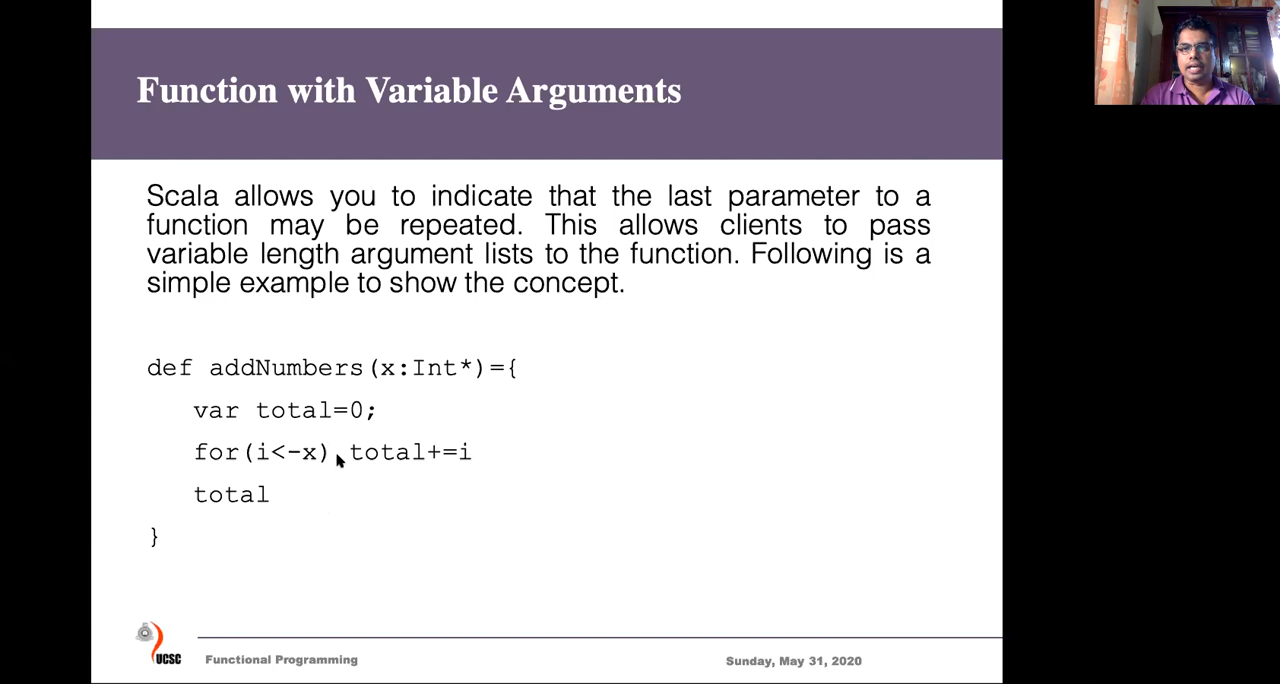 Function with Variable Arguments
Scala allows you to indicate that the last parameter to a
function may be repeated. This allows clients to pass
variable length argument lists to the function. Following is a
simple example to show the concept.
def addNumbers(x:Int*)={
var total=0;
for(i<-x) total+=i
total
}
UCSC
Functional Programming
Sunday, May 31, 2020